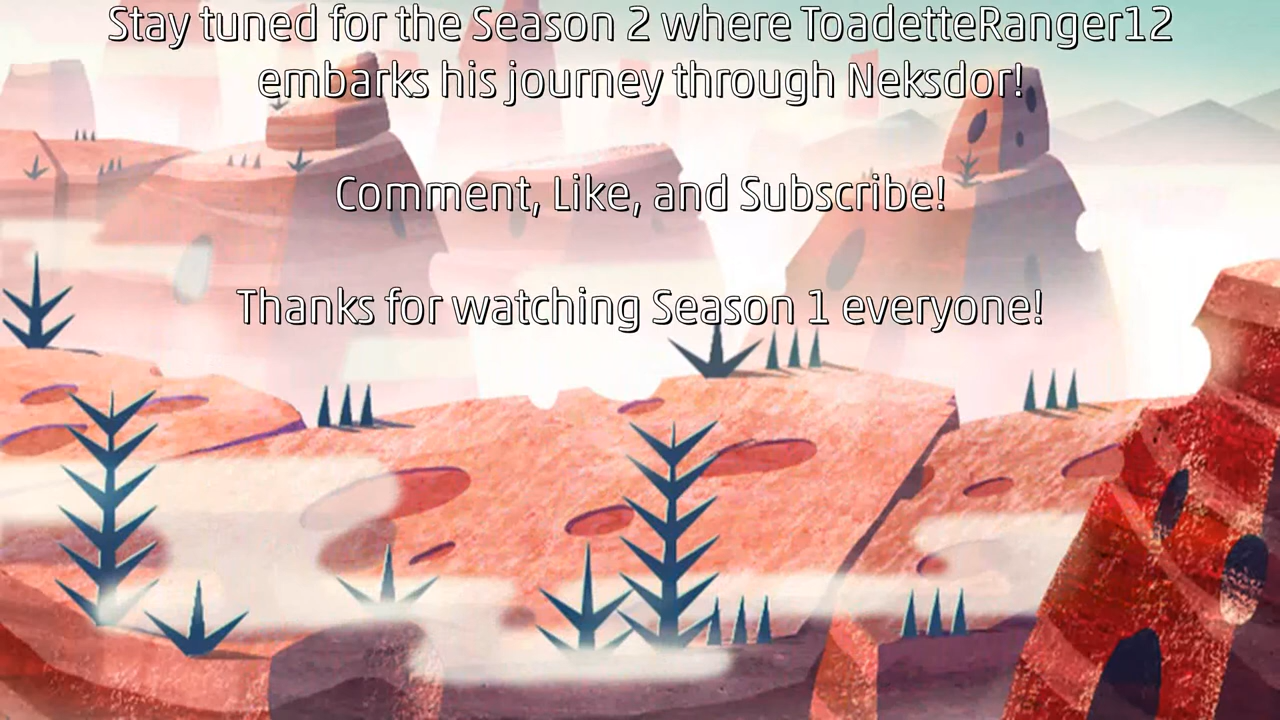 Stay tuned for the Season 2 where ToadetteRanger12
embarks his journey through Neksdor!
Comment, Like, and Subscribe!
Thanks for watching Season 1 everyone!